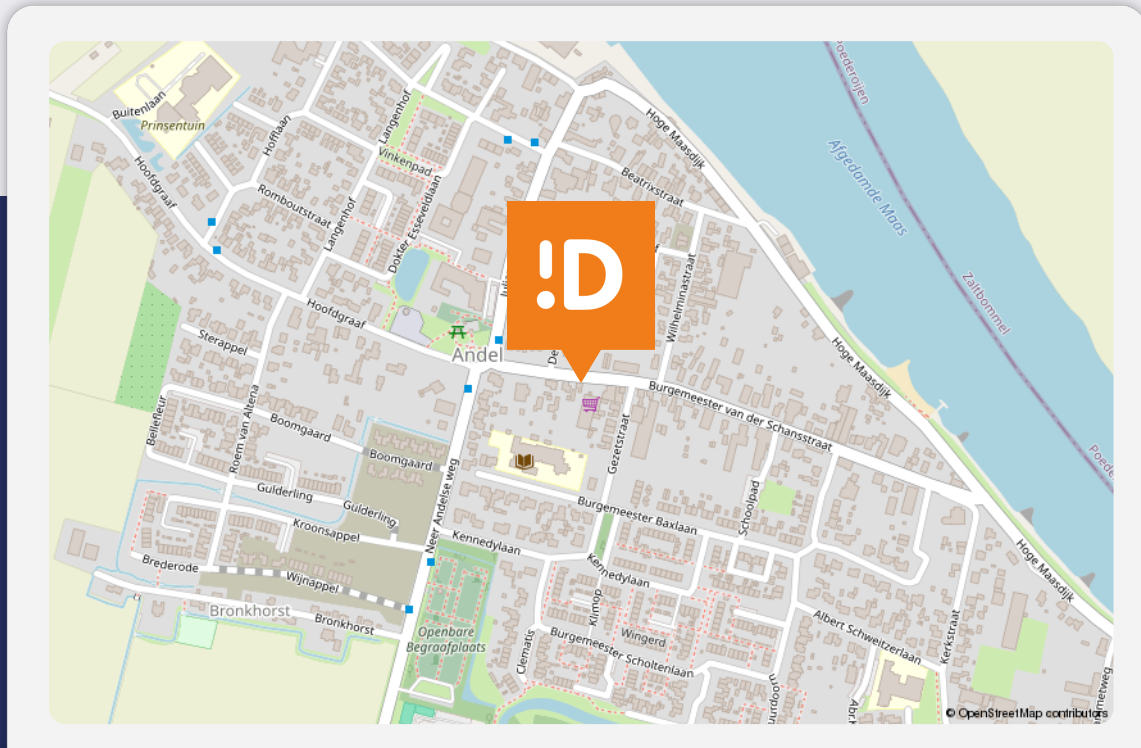 Poederoijen
Buitenlaan
Prinsentuin
Hofflaan
Langenhof
Hoge Maasdijk
Vinkenpad
Beatrixstraat
Afgedamde Maas
Hoofdgraaf
Romboutstraat
Langenhof
Dokter Esseveldlaan
!D
Wilhelminastraat
Zaltbommel
Hoofdgraaf
Sterappel
Andel
Hoge Maasdijk
Burgemeester van der Schansstraat
Bellefleur
Roem van Altena
Boomgaard
Boomgaard
Gezetstraat
Neer Andelse weg
Gulderling
Gulderling
Burgemeester Baxlaan
Schoolpad
Kroonsappel
Kennedylaan
Kennedylaan
Hoge Maasdijk
Brederode
Wijnappel
Bronkhorst
Bronkhorst
Klimop
Openbare
Begraafplaats
Clematis
Wingerd
Burgemeester Scholtenlaan
Albert Schweitzerlaan
Kerkstraat
© OpenStreetMap contributors